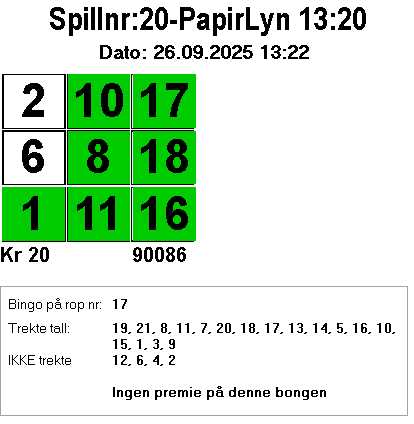 Spillnr:20-PapirLyn 13:20
Dato: 26.09.2025 13:22
2 10 17
6 8 18
1 11 16
Kr 20 90086
Bingo på rop nr: 17
Trekte tall: 19, 21, 8, 11, 7, 20, 18, 17, 13, 14, 5, 16, 10,
15, 1, 3, 9
IKKE trekte 12, 6, 4, 2
Ingen premie på denne bongen